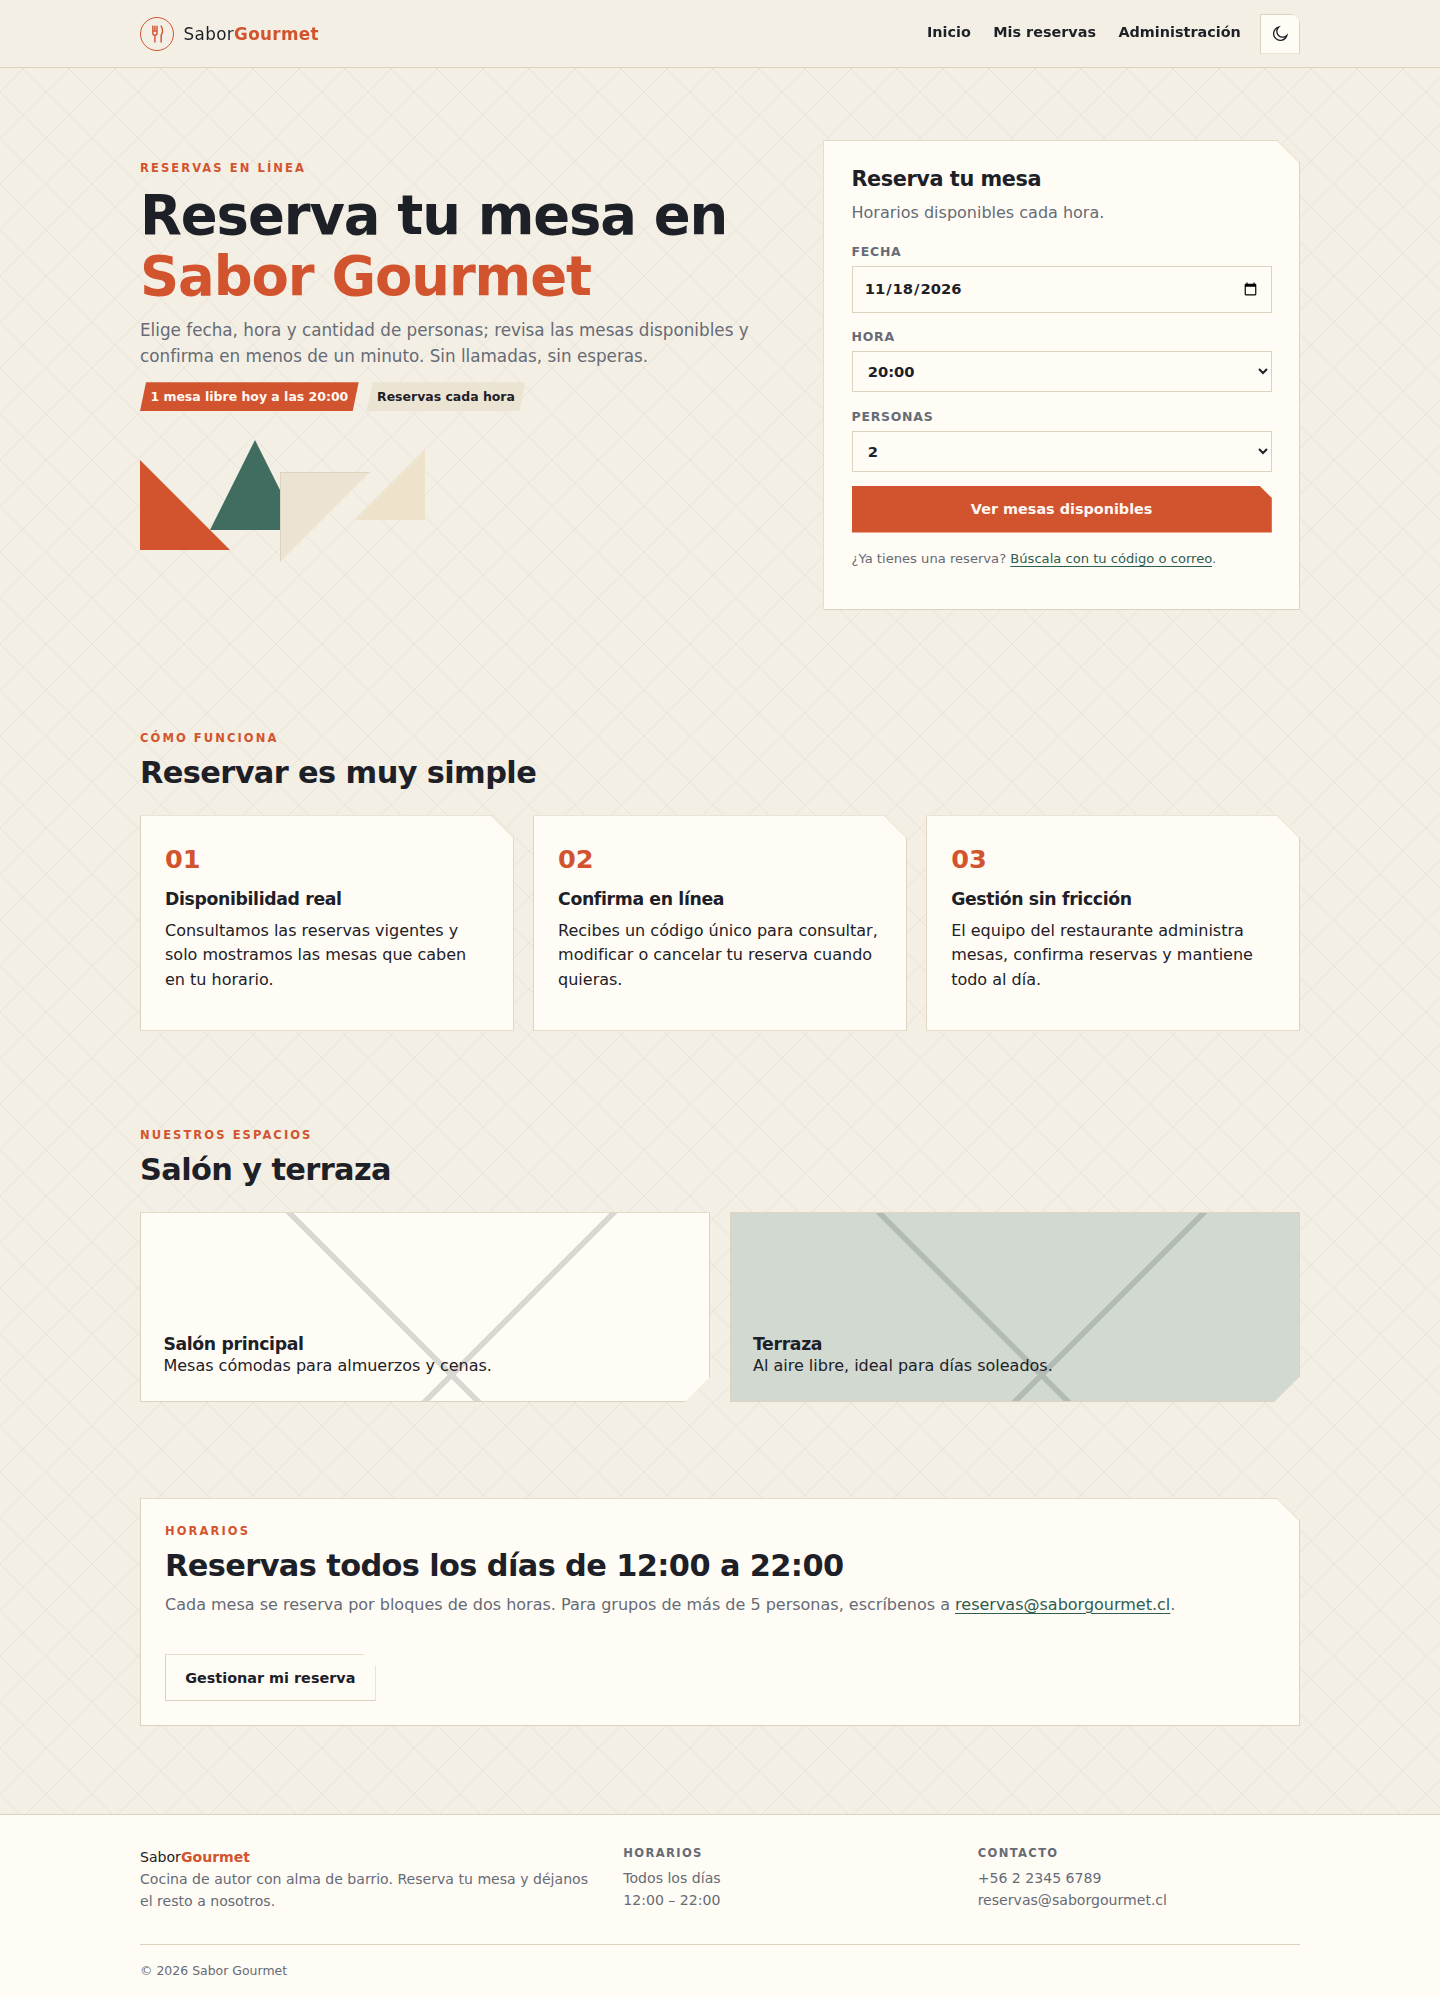 SaborGourmet
Inicio Mis reservas Administración
RESERVAS EN LÍNEA
Reserva tu mesa en
Sabor Gourmet
Elige fecha, hora y cantidad de personas; revisa las mesas disponibles y
confirma en menos de un minuto. Sin llamadas, sin esperas.
1 mesa libre hoy a las 20:00 Reservas cada hora
Reserva tu mesa
Horarios disponibles cada hora.
FECHA
11/18/2026
HORA
20:00
PERSONAS
2
Ver mesas disponibles
¿Ya tienes una reserva? Búscala con tu código o correo.
CÓMO FUNCIONA
Reservar es muy simple
01
Disponibilidad real
Consultamos las reservas vigentes y
solo mostramos las mesas que caben
en tu horario.
02
Confirma en línea
Recibes un código único para consultar,
modificar o cancelar tu reserva cuando
quieras.
03
Gestión sin fricción
El equipo del restaurante administra
mesas, confirma reservas y mantiene
todo al día.
NUESTROS ESPACIOS
Salón y terraza
Salón principal
Mesas cómodas para almuerzos y cenas.
Terraza
Al aire libre, ideal para días soleados.
HORARIOS
Reservas todos los días de 12:00 a 22:00
Cada mesa se reserva por bloques de dos horas. Para grupos de más de 5 personas, escríbenos a reservas@saborgourmet.cl.
Gestionar mi reserva
SaborGourmet
Cocina de autor con alma de barrio. Reserva tu mesa y déjanos
el resto a nosotros.
HORARIOS
Todos los días
12:00 – 22:00
CONTACTO
+56 2 2345 6789
reservas@saborgourmet.cl
© 2026 Sabor Gourmet